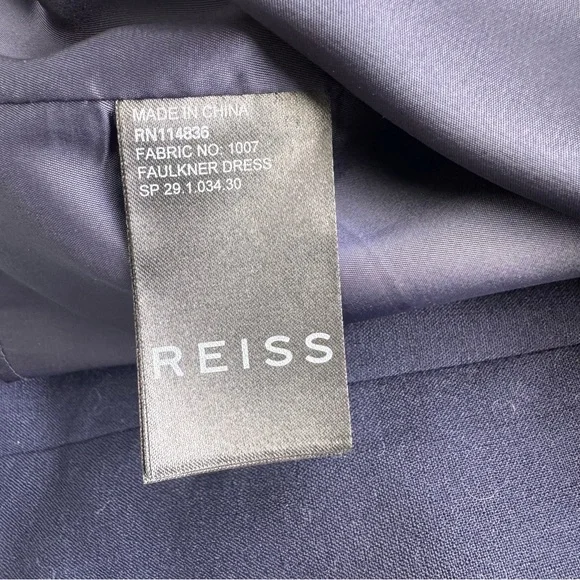 MADE IN CHINA
RN114836
FABRIC NO: 1007
FAULKNER DRESS
SP 29.1.034.30
REISS